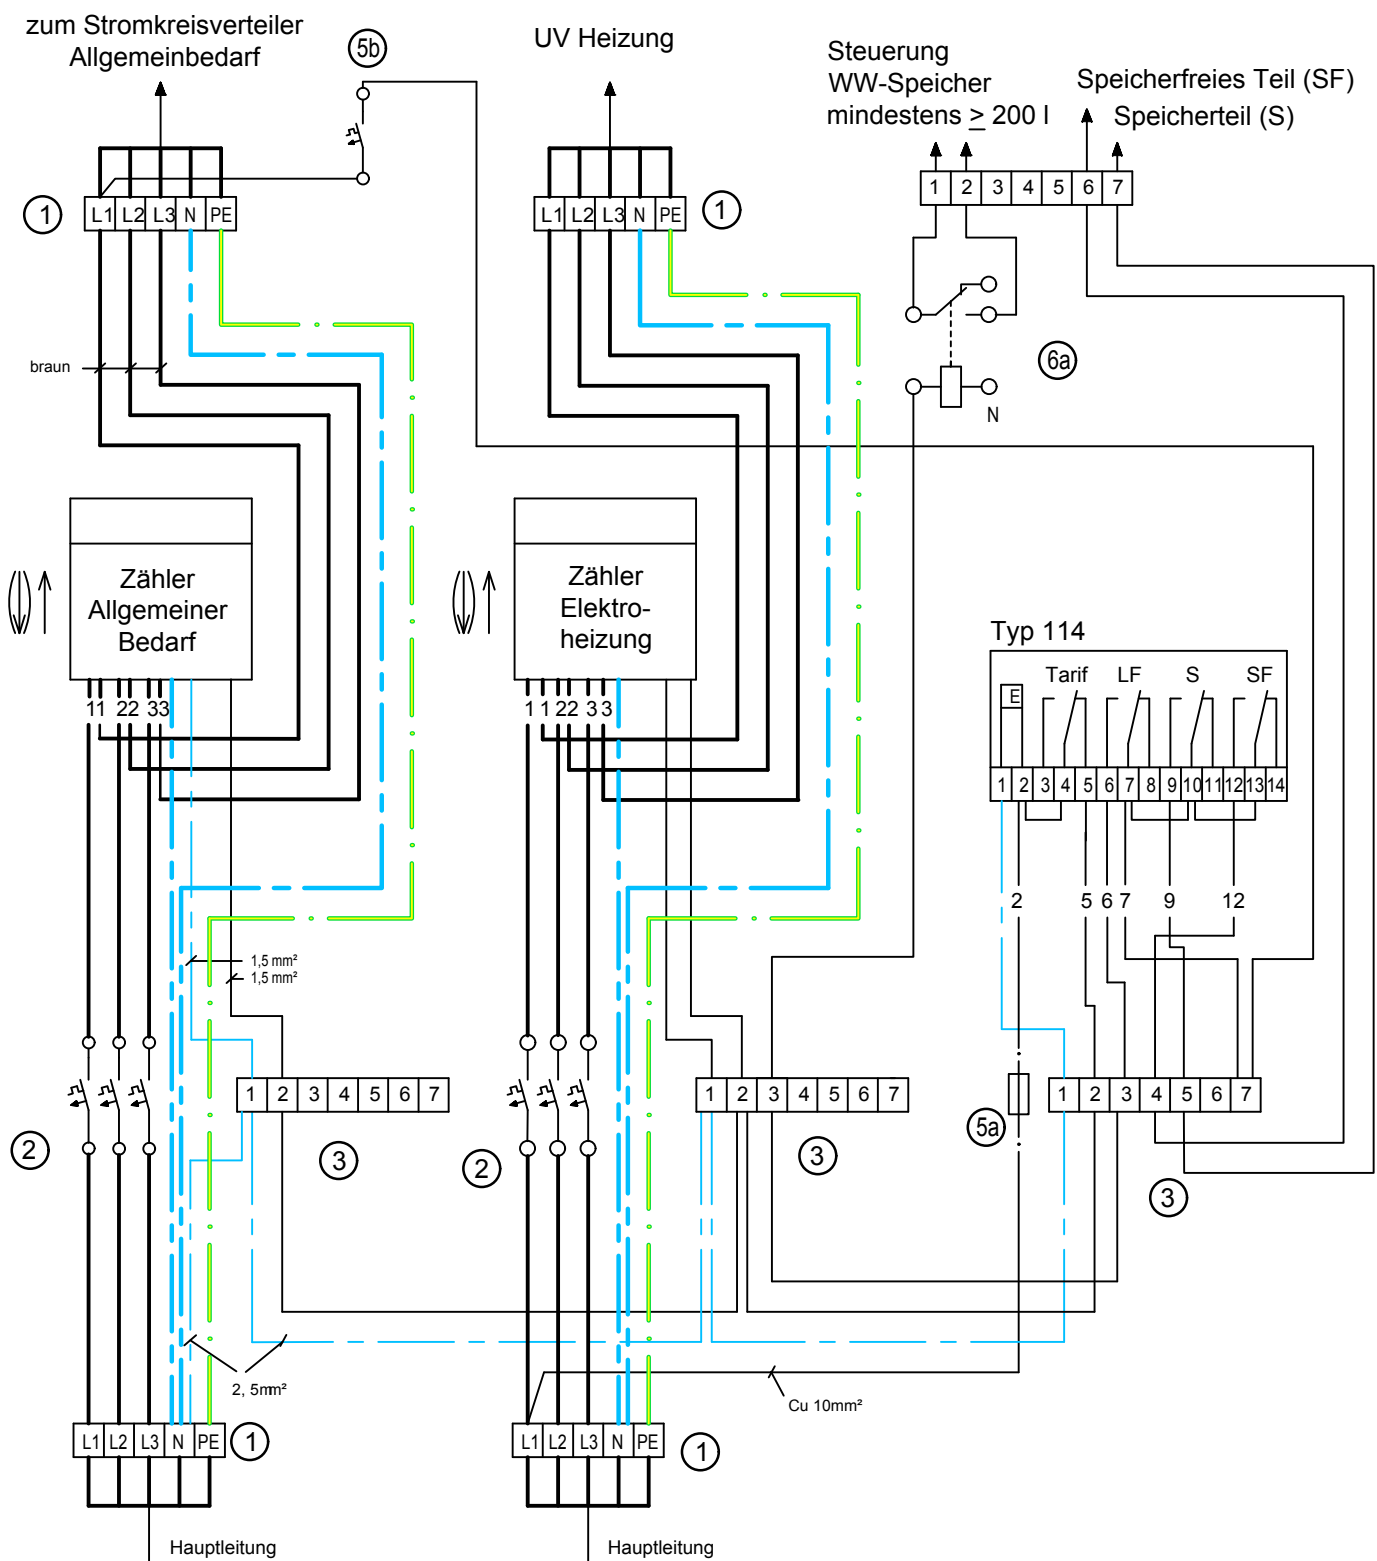 zum Stromkreisverteiler
Allgemeinbedarf
5b
UV Heizung
Steuerung
WW-Speicher
mindestens ≥ 200 l
Speicherfreies Teil (SF)
Speicherteil (S)
1 2 3 4 5 6 7
1
L1 L2 L3 N PE
L1 L2 L3 N PE
1
braun
6a
N
Zähler
Allgemeiner
Bedarf
Zähler
Elektro-
heizung
Typ 114
E
Tarif LF S SF
11 22 33
1 1 22 3 3
1 2 3 4 5 6 7 8 9 10 11 12 13 14
2 5 6 7 9 12
1,5 mm²
1,5 mm²
1 2 3 4 5 6 7
1 2 3 4 5 6 7
1 2 3 4 5 6 7
5a
2
3
2
3
3
2, 5mm²
Cu 10mm²
L1 L2 L3 N PE
1
L1 L2 L3 N PE
1
Hauptleitung
Hauptleitung